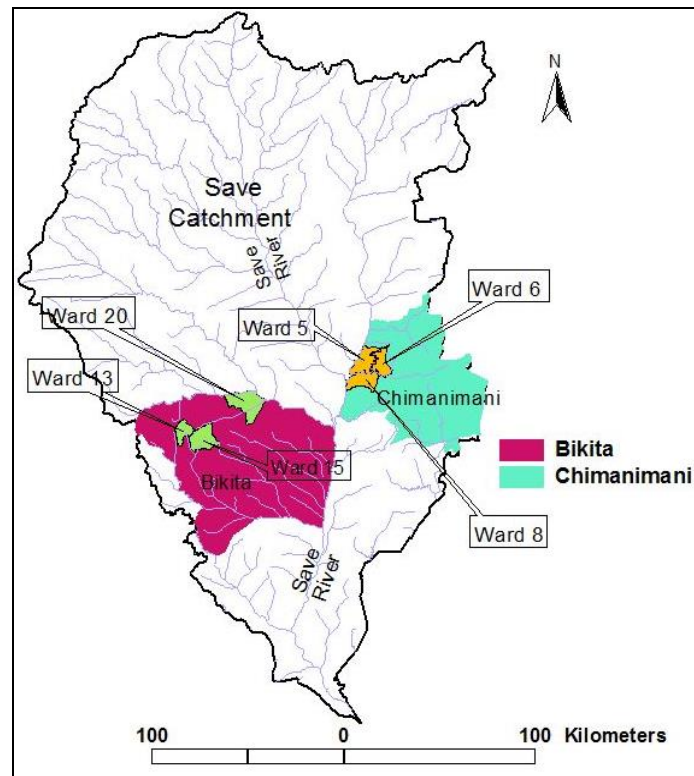 N
Save
Catchment
Save
River
Ward 6
Ward 20
Ward 5
Ward 13
Chimanimani
Ward 15
Bikita
Bikita
Chimanimani
Ward 8
Save
River
100
0
100 Kilometers